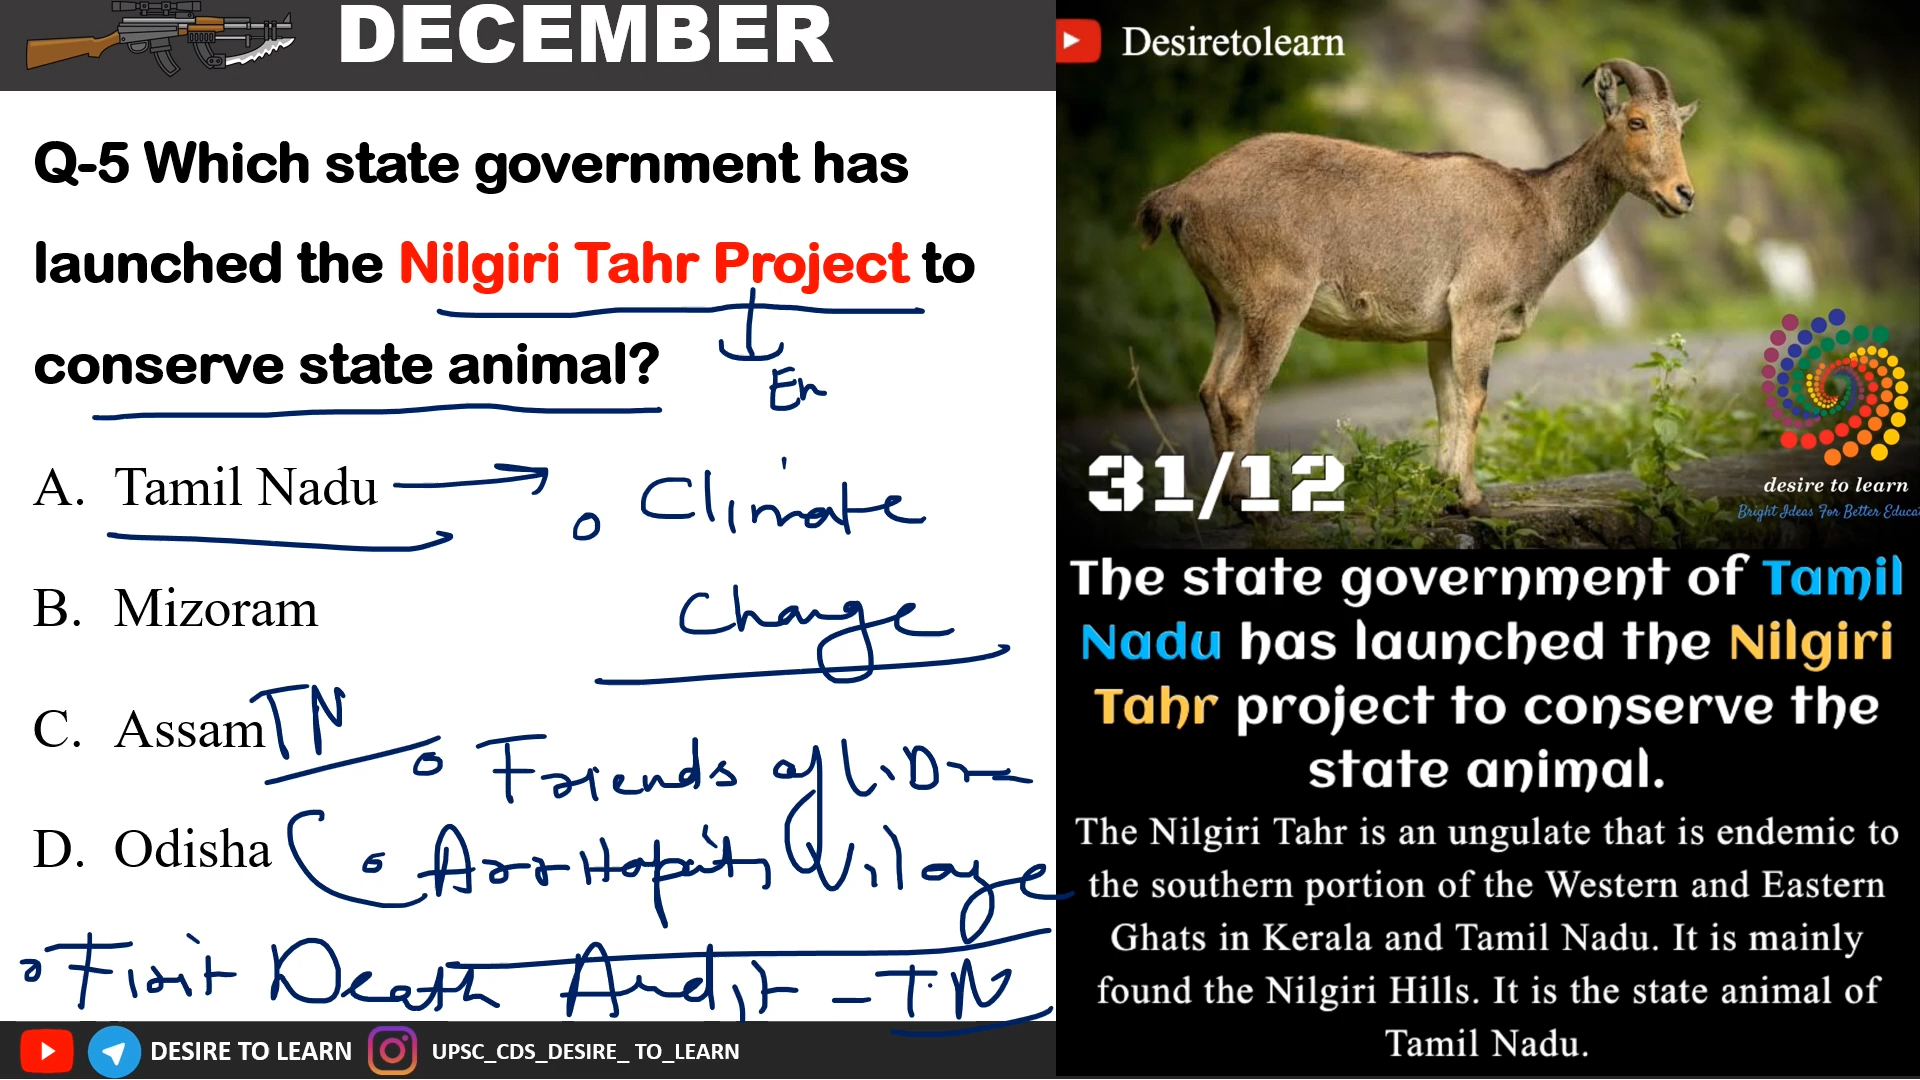 DECEMBER
Q-5 Which state government has
launched the Nilgiri Tahr Project to
conserve state animal?
En
A. Tamil Nadu
Climate
B. Mizoram
Change
C. Assam
TN
Friends of
D. Odisha
Village
First Death Audit - T.N
DESIRE TO LEARN
UPSC_CDS_DESIRE_ TO_LEARN
Desiretolearn
31/12
desire to learn
Bright Ideas For Better Educa
The state government of Tamil
Nadu has launched the Nilgiri
Tahr project to conserve the
state animal.
The Nilgiri Tahr is an ungulate that is endemic to
the southern portion of the Western and Eastern
Ghats in Kerala and Tamil Nadu. It is mainly
found the Nilgiri Hills. It is the state animal of
Tamil Nadu.